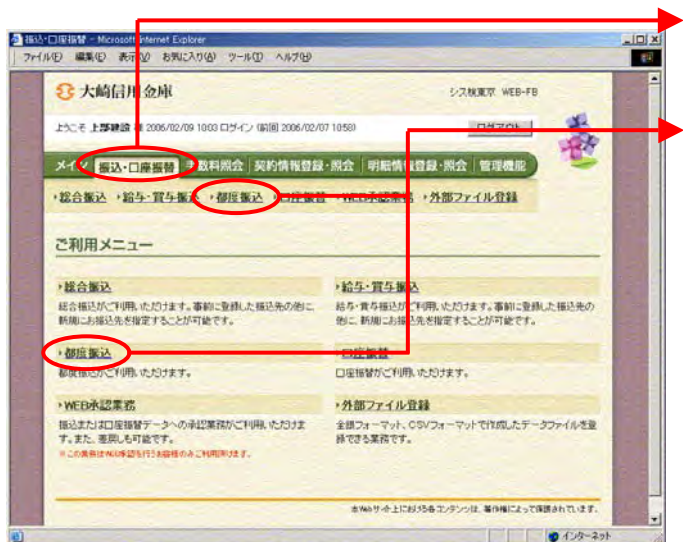 振込・口座振替 - Microsoft Internet Explorer
ファイル(F) 編集(E) 表示(V) お気に入り(A) ツール(T) ヘルプ(H)
大崎信用金庫
シス検東京 WEB-FB
ようこそ 上野建設 様 2006/02/09 1003 ログイン (前回 2006/02/07 1058)
ログアウト
メイン 振込・口座振替 手数料照会 契約情報登録・照会 明細情報登録・照会 管理機能
総合振込 給与・賞与振込 都度振込 口座振替 WEB承認業務 外部ファイル登録
ご利用メニュー
総合振込
総合振込がご利用いただけます。事前に登録した振込先の他に、
新規にお振込先を指定することが可能です。
給与・賞与振込
給与・賞与振込がご利用いただけます。事前に登録した振込先の
他に、新規にお振込先を指定することが可能です。
都度振込
都度振込がご利用いただけます。
口座振替
口座振替がご利用いただけます。
WEB承認業務
振込または口座振替データへの承認業務がご利用いただけま
す。また、差戻しも可能です。
※この業務はWEB承認を行うお客様のみご利用頂けます。
外部ファイル登録
全銀フォーマット、CSVフォーマットで作成したデータファイルを登
録できる業務です。
本Webサイト上における各コンテンツは、著作権によって保護されています。
インターネット